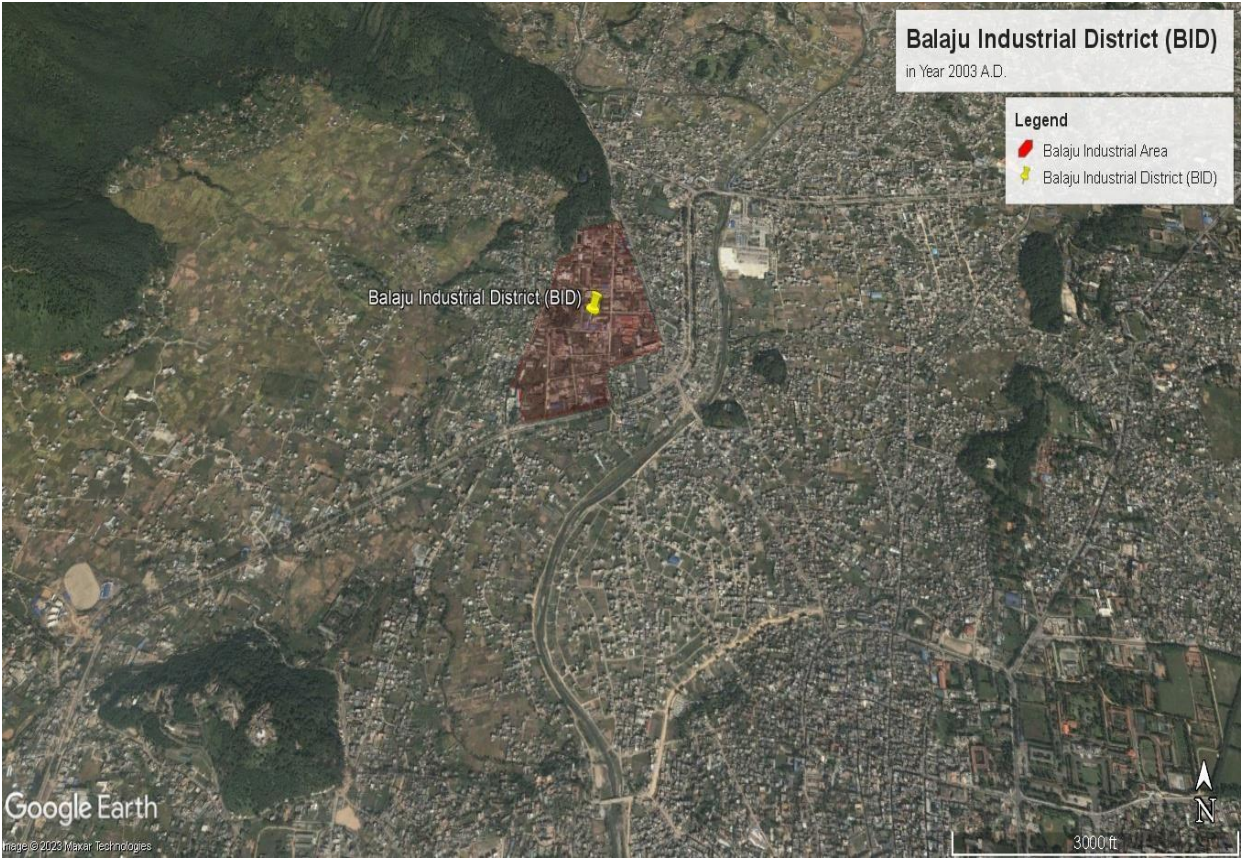 Balaju Industrial District (BID)
in Year 2003 A.D.
Legend
Balaju Industrial Area
Balaju Industrial District (BID)
Balaju Industrial District (BID)
Google Earth
N
3000 ft
Image © 2023 Maxar Technologies